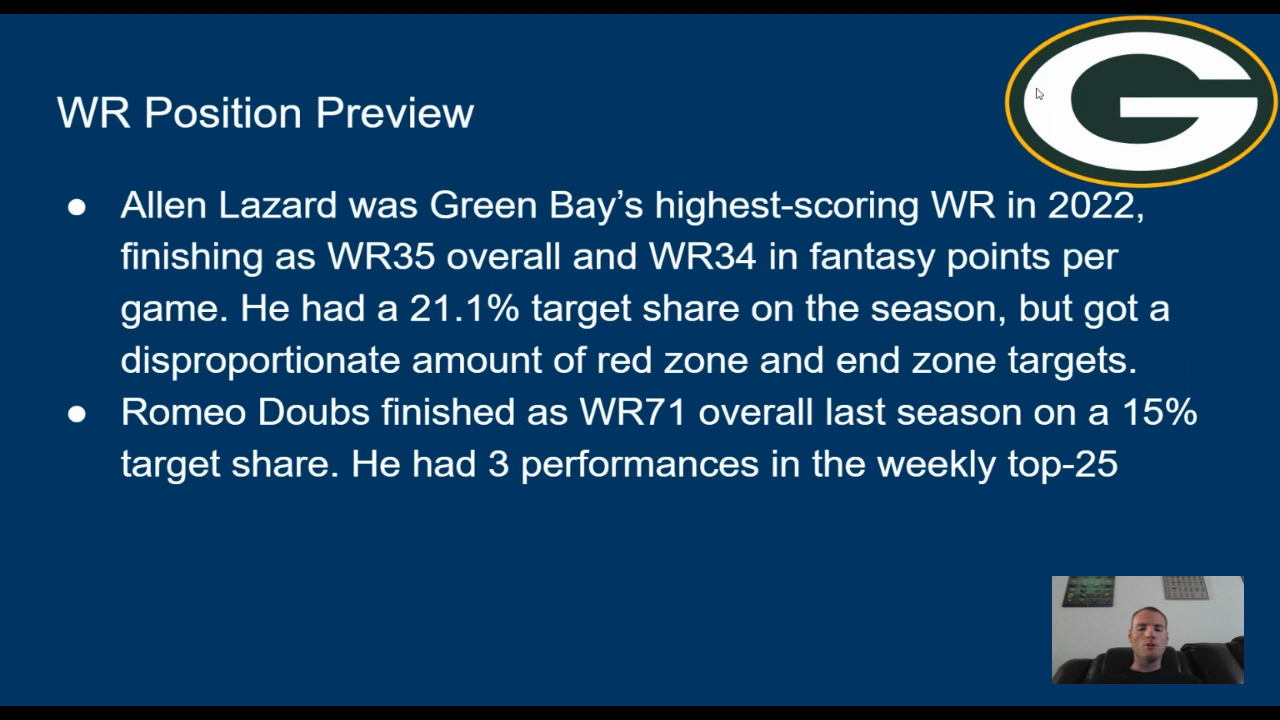 G
WR Position Preview
● Allen Lazard was Green Bay’s highest-scoring WR in 2022,
finishing as WR35 overall and WR34 in fantasy points per
game. He had a 21.1% target share on the season, but got a
disproportionate amount of red zone and end zone targets.
● Romeo Doubs finished as WR71 overall last season on a 15%
target share. He had 3 performances in the weekly top-25